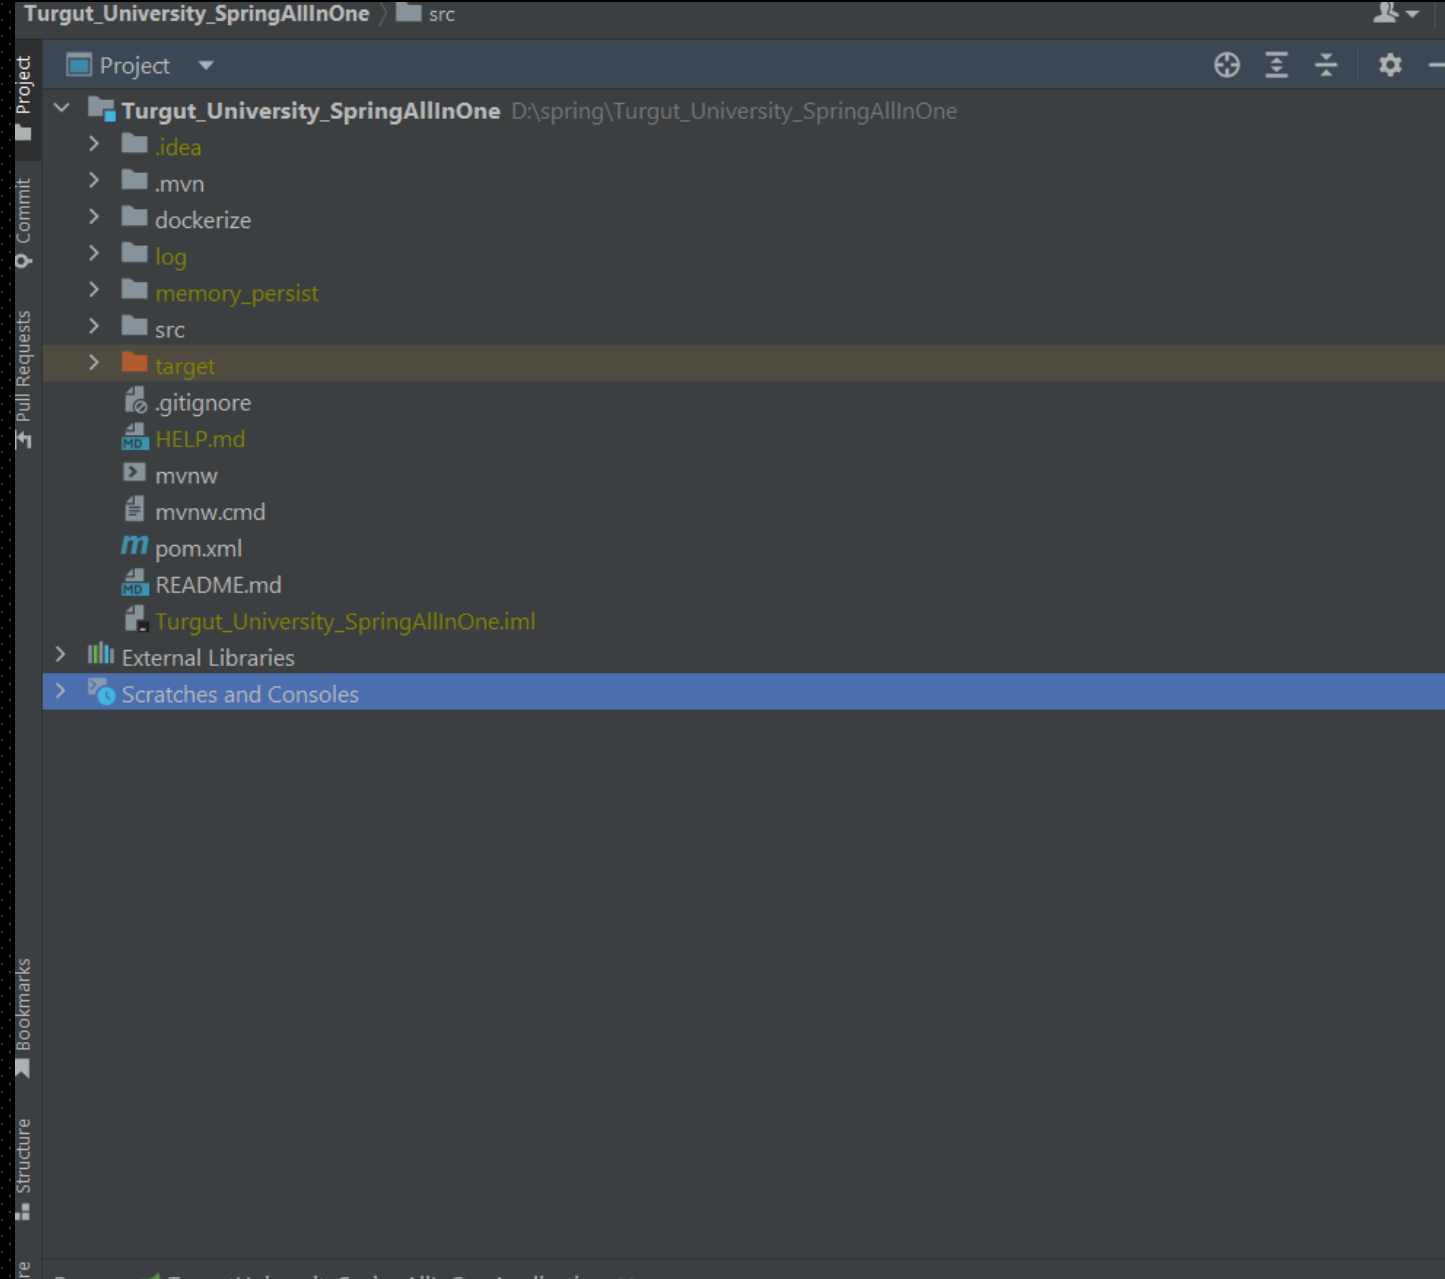 Turgut_University_SpringAllInOne src
Project
Turgut_University_SpringAllInOne D:\spring\Turgut_University_SpringAllInOne
.idea
.mvn
dockerize
log
memory_persist
src
target
.gitignore
HELP.md
mvnw
mvnw.cmd
pom.xml
README.md
Turgut_University_SpringAllInOne.iml
External Libraries
Scratches and Consoles
Project
Commit
Pull Requests
Bookmarks
Structure